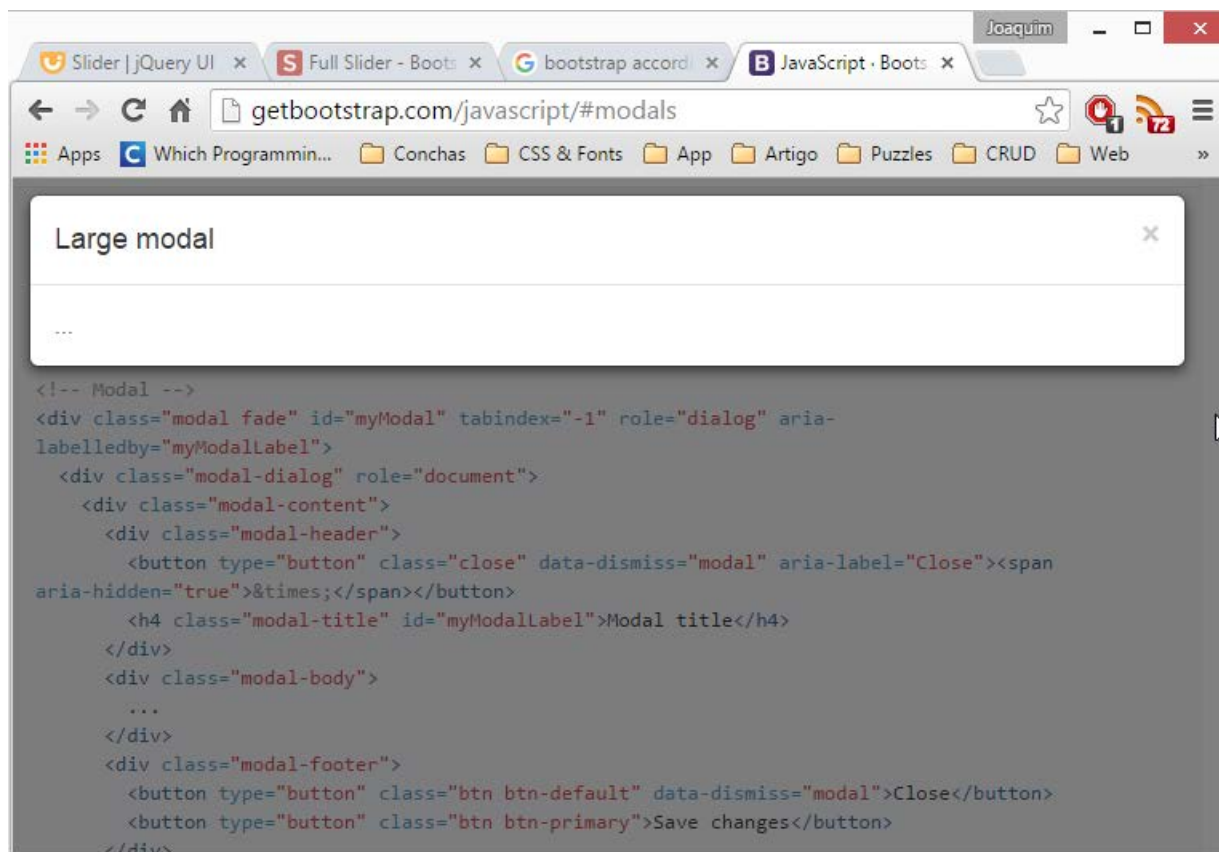 Joaquim
Slider | jQuery UI Full Slider - Boots bootstrap accord JavaScript · Boots
getbootstrap.com/javascript/#modals 1 72
Apps Which Programmin... Conchas CSS & Fonts App Artigo Puzzles CRUD Web »
Large modal ×
...
<!-- Modal -->
<div class="modal fade" id="myModal" tabindex="-1" role="dialog" aria-
labelledby="myModalLabel">
<div class="modal-dialog" role="document">
<div class="modal-content">
<div class="modal-header">
<button type="button" class="close" data-dismiss="modal" aria-label="Close"><span
aria-hidden="true">&times;</span></button>
<h4 class="modal-title" id="myModalLabel">Modal title</h4>
</div>
<div class="modal-body">
...
</div>
<div class="modal-footer">
<button type="button" class="btn btn-default" data-dismiss="modal">Close</button>
<button type="button" class="btn btn-primary">Save changes</button>
</div>